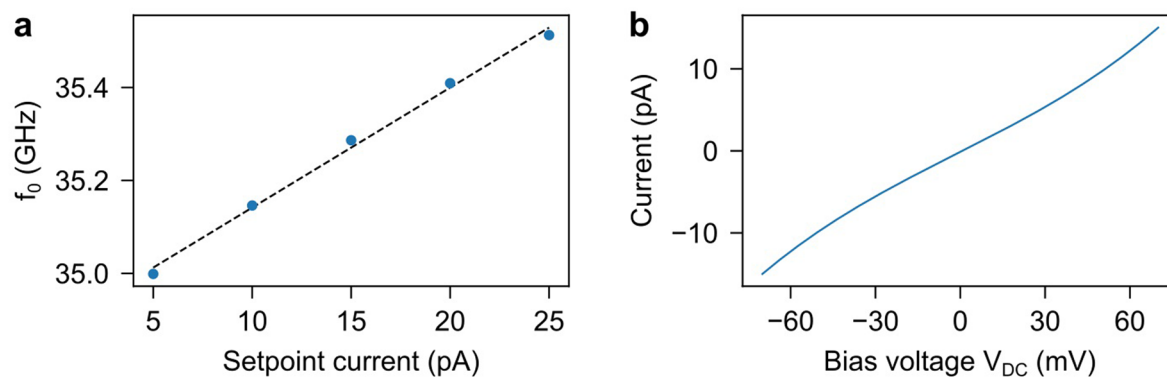 a
f₀ (GHz)
35.4
35.2
35.0
5 10 15 20 25
Setpoint current (pA)
b
Current (pA)
10
0
−10
−60 −30 0 30 60
Bias voltage V_DC (mV)